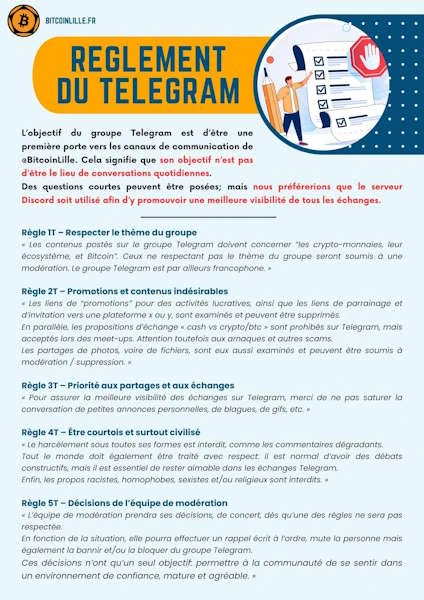 BITCOINLILLE.FR
REGLEMENT
DU TELEGRAM
L'objectif du groupe Telegram est d'être une
première porte vers les canaux de communication de
@BitcoinLille. Cela signifie que son objectif n'est pas
d'être le lieu de conversations quotidiennes.
Des questions courtes peuvent être posées; mais nous préférerions que le serveur
Discord soit utilisé afin d'y promouvoir une meilleure visibilité de tous les échanges.
Règle 1T – Respecter le thème du groupe
« Les contenus postés sur le groupe Telegram doivent concerner "les crypto-monnaies, leur
écosystème, et Bitcoin". Ceux ne respectant pas le thème du groupe seront soumis à une
modération. Le groupe Telegram est par ailleurs francophone. »
Règle 2T – Promotions et contenus indésirables
« Les liens de "promotions" pour des activités lucratives, ainsi que les liens de parrainage et
d'invitation vers une plateforme x ou y, sont examinés et peuvent être supprimés.
En parallèle, les propositions d'échange « cash vs crypto/btc » sont prohibés sur Telegram, mais
acceptés lors des meet-ups. Attention toutefois aux arnaques et autres scams.
Les partages de photos, voire de fichiers, sont eux aussi examinés et peuvent être soumis à
modération / suppression. «
Règle 3T – Priorité aux partages et aux échanges
« Pour assurer la meilleure visibilité des échanges sur Telegram, merci de ne pas saturer la
conversation de petites annonces personnelles, de blagues, de gifs, etc. «
Règle 4T – Être courtois et surtout civilisé
« Le harcèlement sous toutes ses formes est interdit, comme les commentaires dégradants.
Tout le monde doit également être traité avec respect. il est normal d'avoir des débats
constructifs, mais il est essentiel de rester aimable dans les échanges Telegram.
Enfin, les propos racistes, homophobes, sexistes et/ou religieux sont interdits. «
Règle 5T – Décisions de l'équipe de modération
« L'équipe de modération prendra ses décisions, de concert, dès qu'une des règles ne sera pas
respectée.
En fonction de la situation, elle pourra effectuer un rappel écrit à l'ordre, mute la personne mais
également la bannir et/ou la bloquer du groupe Telegram.
Ces décisions n'ont qu'un seul objectif: permettre à la communauté de se sentir dans
un environnement de confiance, mature et agréable. «